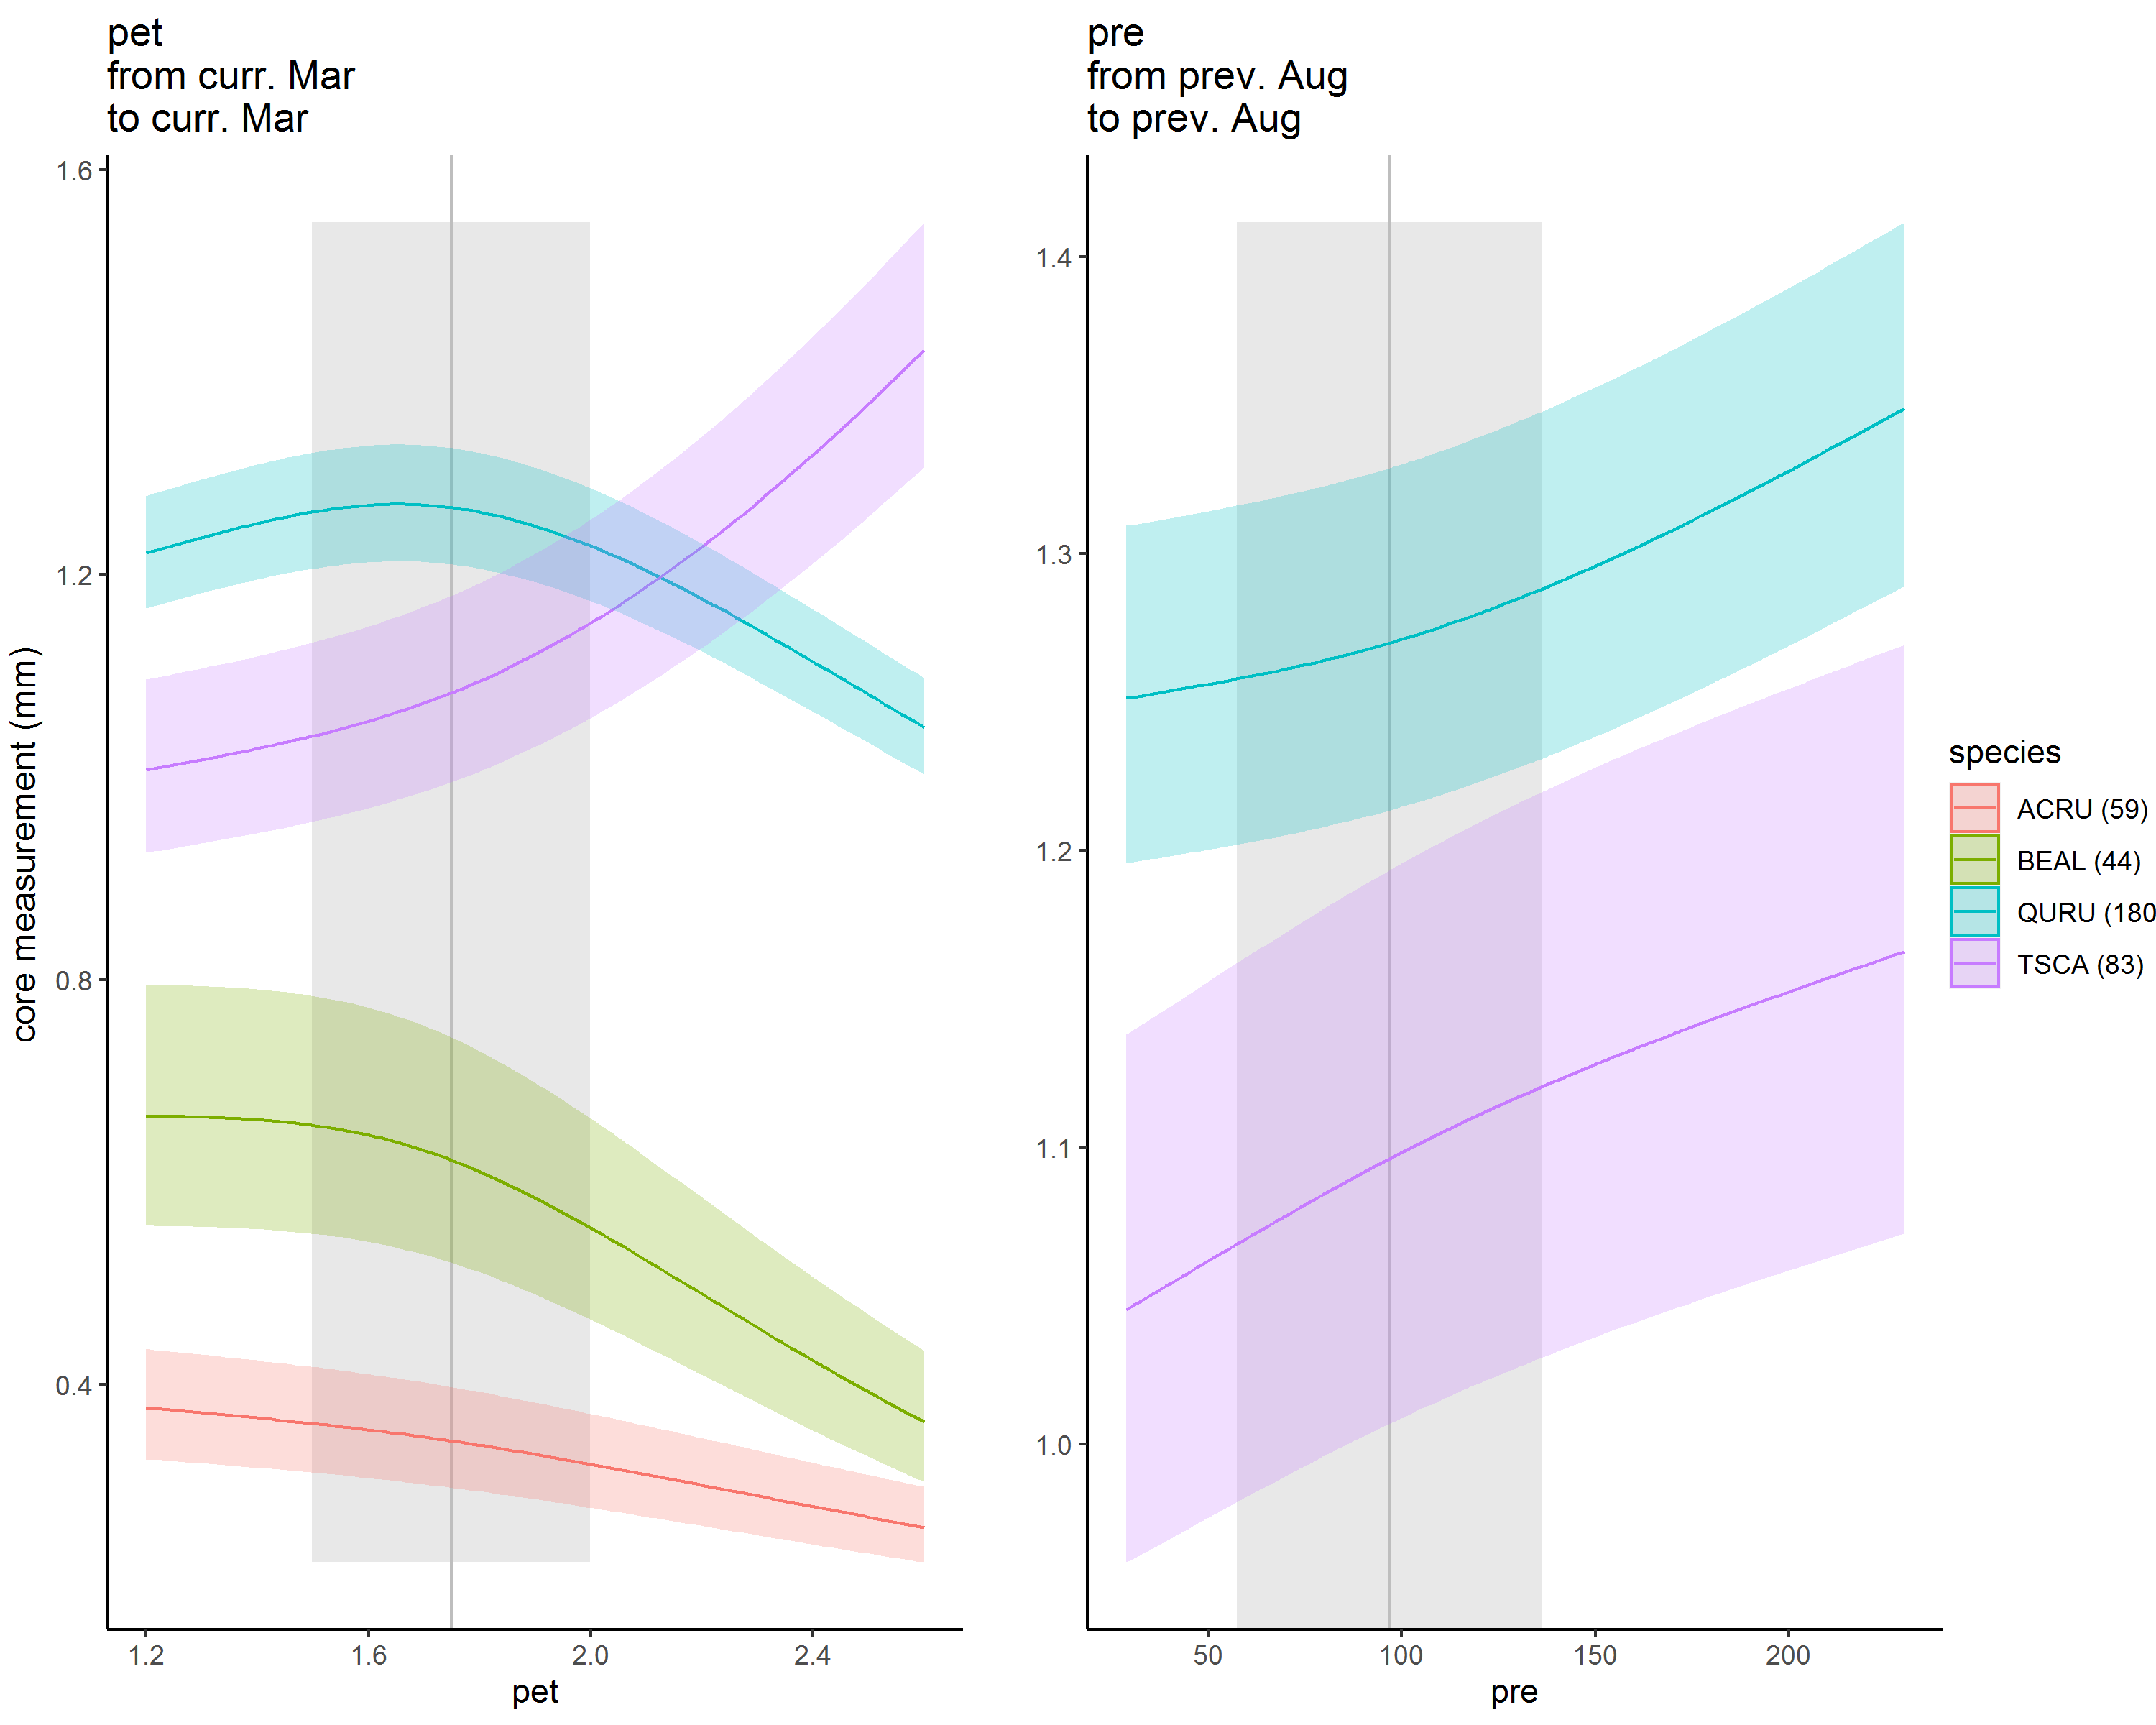 pet
from curr. Mar
to curr. Mar
pre
from prev. Aug
to prev. Aug
core measurement (mm)
1.6
1.2
0.8
0.4
1.2 1.6 2.0 2.4
pet
1.4
1.3
1.2
1.1
1.0
50 100 150 200
pre
species
ACRU (59)
BEAL (44)
QURU (180
TSCA (83)